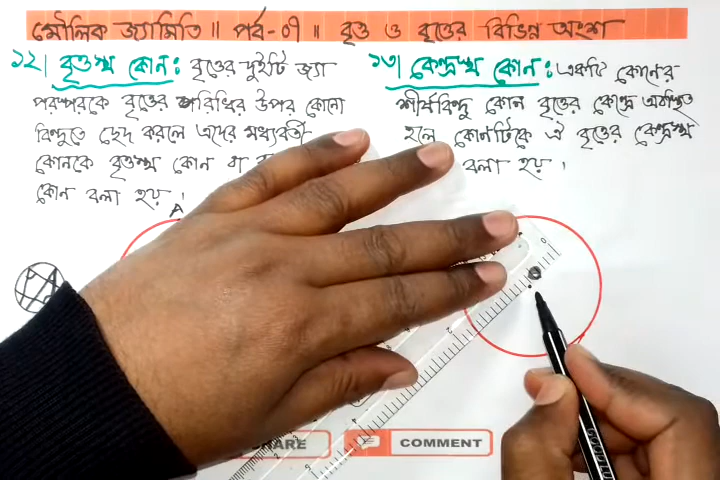 মৌলিক জ্যামিতি ॥ পর্ব - ০৭ ॥ বৃত্ত ও বৃত্তের বিভিন্ন অংশ
১২| বৃত্তস্থ কোন: বৃত্তের দুইটি জ্যা
পরস্পরকে বৃত্তের পরিধির উপর কোনো
বিন্দুতে ছেদ করলে এদের মধ্যবর্তী
কোনকে বৃত্তস্থ কোন বা
কোন বলা হয়।
A
১৩| কেন্দ্রস্থ কোন: একটি কোনের
শীর্ষবিন্দু কোন বৃত্তের কেন্দ্রে অবস্থিত
হলে কোনটিকে ঐ বৃত্তের কেন্দ্রস্থ
বলা হয়।
SHARE
COMMENT